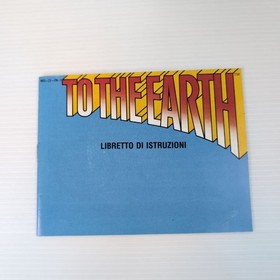 TO THE EARTH
LIBRETTO DI ISTRUZIONI